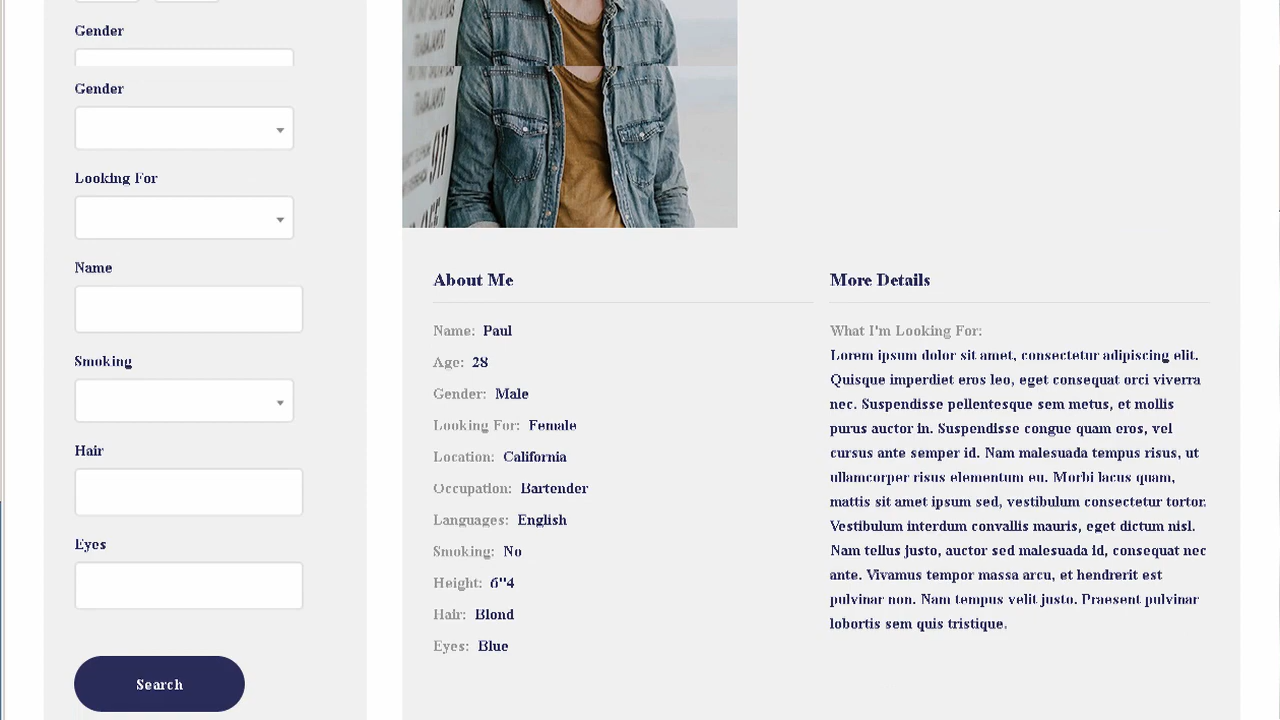 Gender
Gender
Looking For
Name
Smoking
Hair
Eyes
Search
911
About Me
Name: Paul
Age: 28
Gender: Male
Looking For: Female
Location: California
Occupation: Bartender
Languages: English
Smoking: No
Height: 6"4
Hair: Blond
Eyes: Blue
More Details
What I'm Looking For:
Lorem ipsum dolor sit amet, consectetur adipiscing elit.
Quisque imperdiet eros leo, eget consequat orci viverra
nec. Suspendisse pellentesque sem metus, et mollis
purus auctor in. Suspendisse congue quam eros, vel
cursus ante semper id. Nam malesuada tempus risus, ut
ullamcorper risus elementum eu. Morbi lacus quam,
mattis sit amet ipsum sed, vestibulum consectetur tortor.
Vestibulum interdum convallis mauris, eget dictum nisl.
Nam tellus justo, auctor sed malesuada id, consequat nec
ante. Vivamus tempor massa arcu, et hendrerit est
pulvinar non. Nam tempus velit justo. Praesent pulvinar
lobortis sem quis tristique.